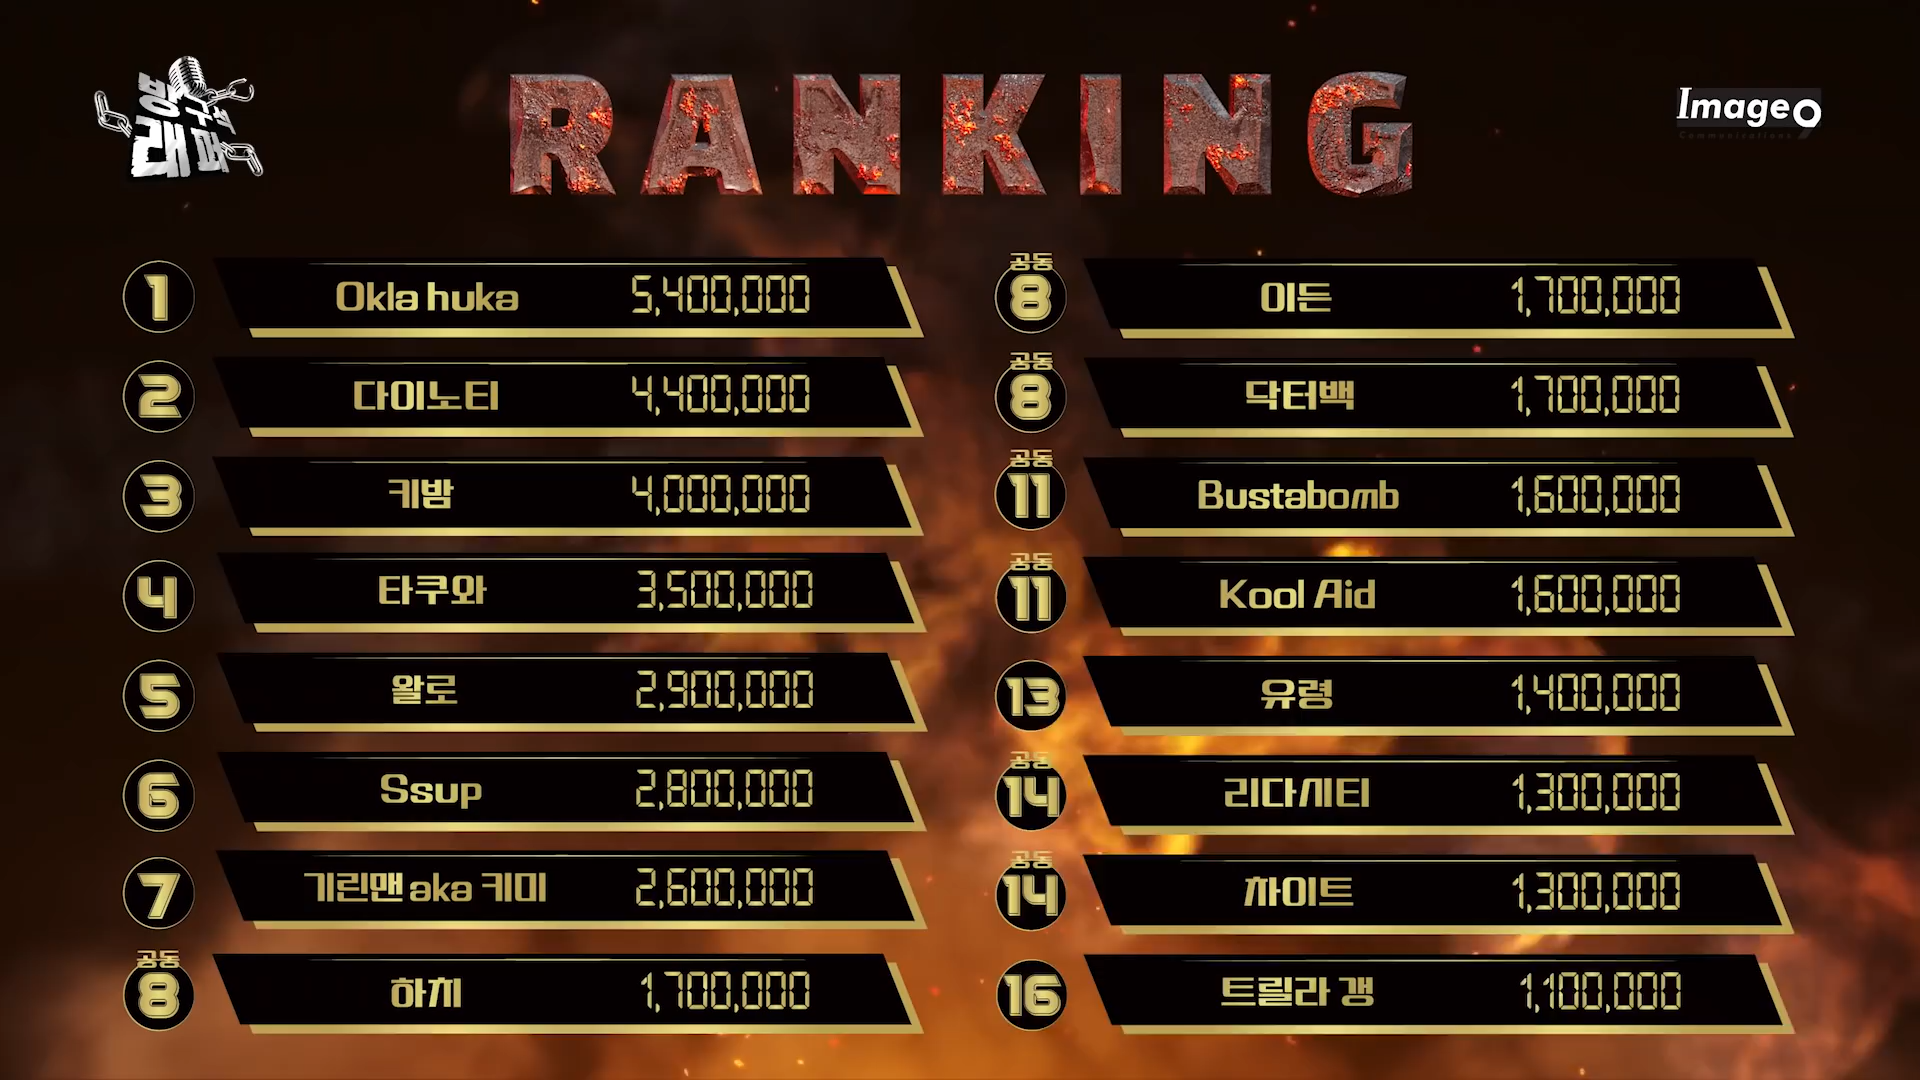 방구석
래퍼
RANKING
Imageo
Communications
1 Okla huka 5,400,000
2 다이노티 4,400,000
3 키밤 4,000,000
4 타쿠와 3,500,000
5 왈로 2,900,000
6 Ssup 2,800,000
7 기린맨 aka 키미 2,600,000
공동 8 하치 1,700,000
공동 8 이든 1,700,000
공동 8 닥터백 1,700,000
공동 11 Bustabomb 1,600,000
공동 11 Kool Aid 1,600,000
13 유령 1,400,000
공동 14 리다시티 1,300,000
공동 14 차이트 1,300,000
16 트릴라 갱 1,100,000